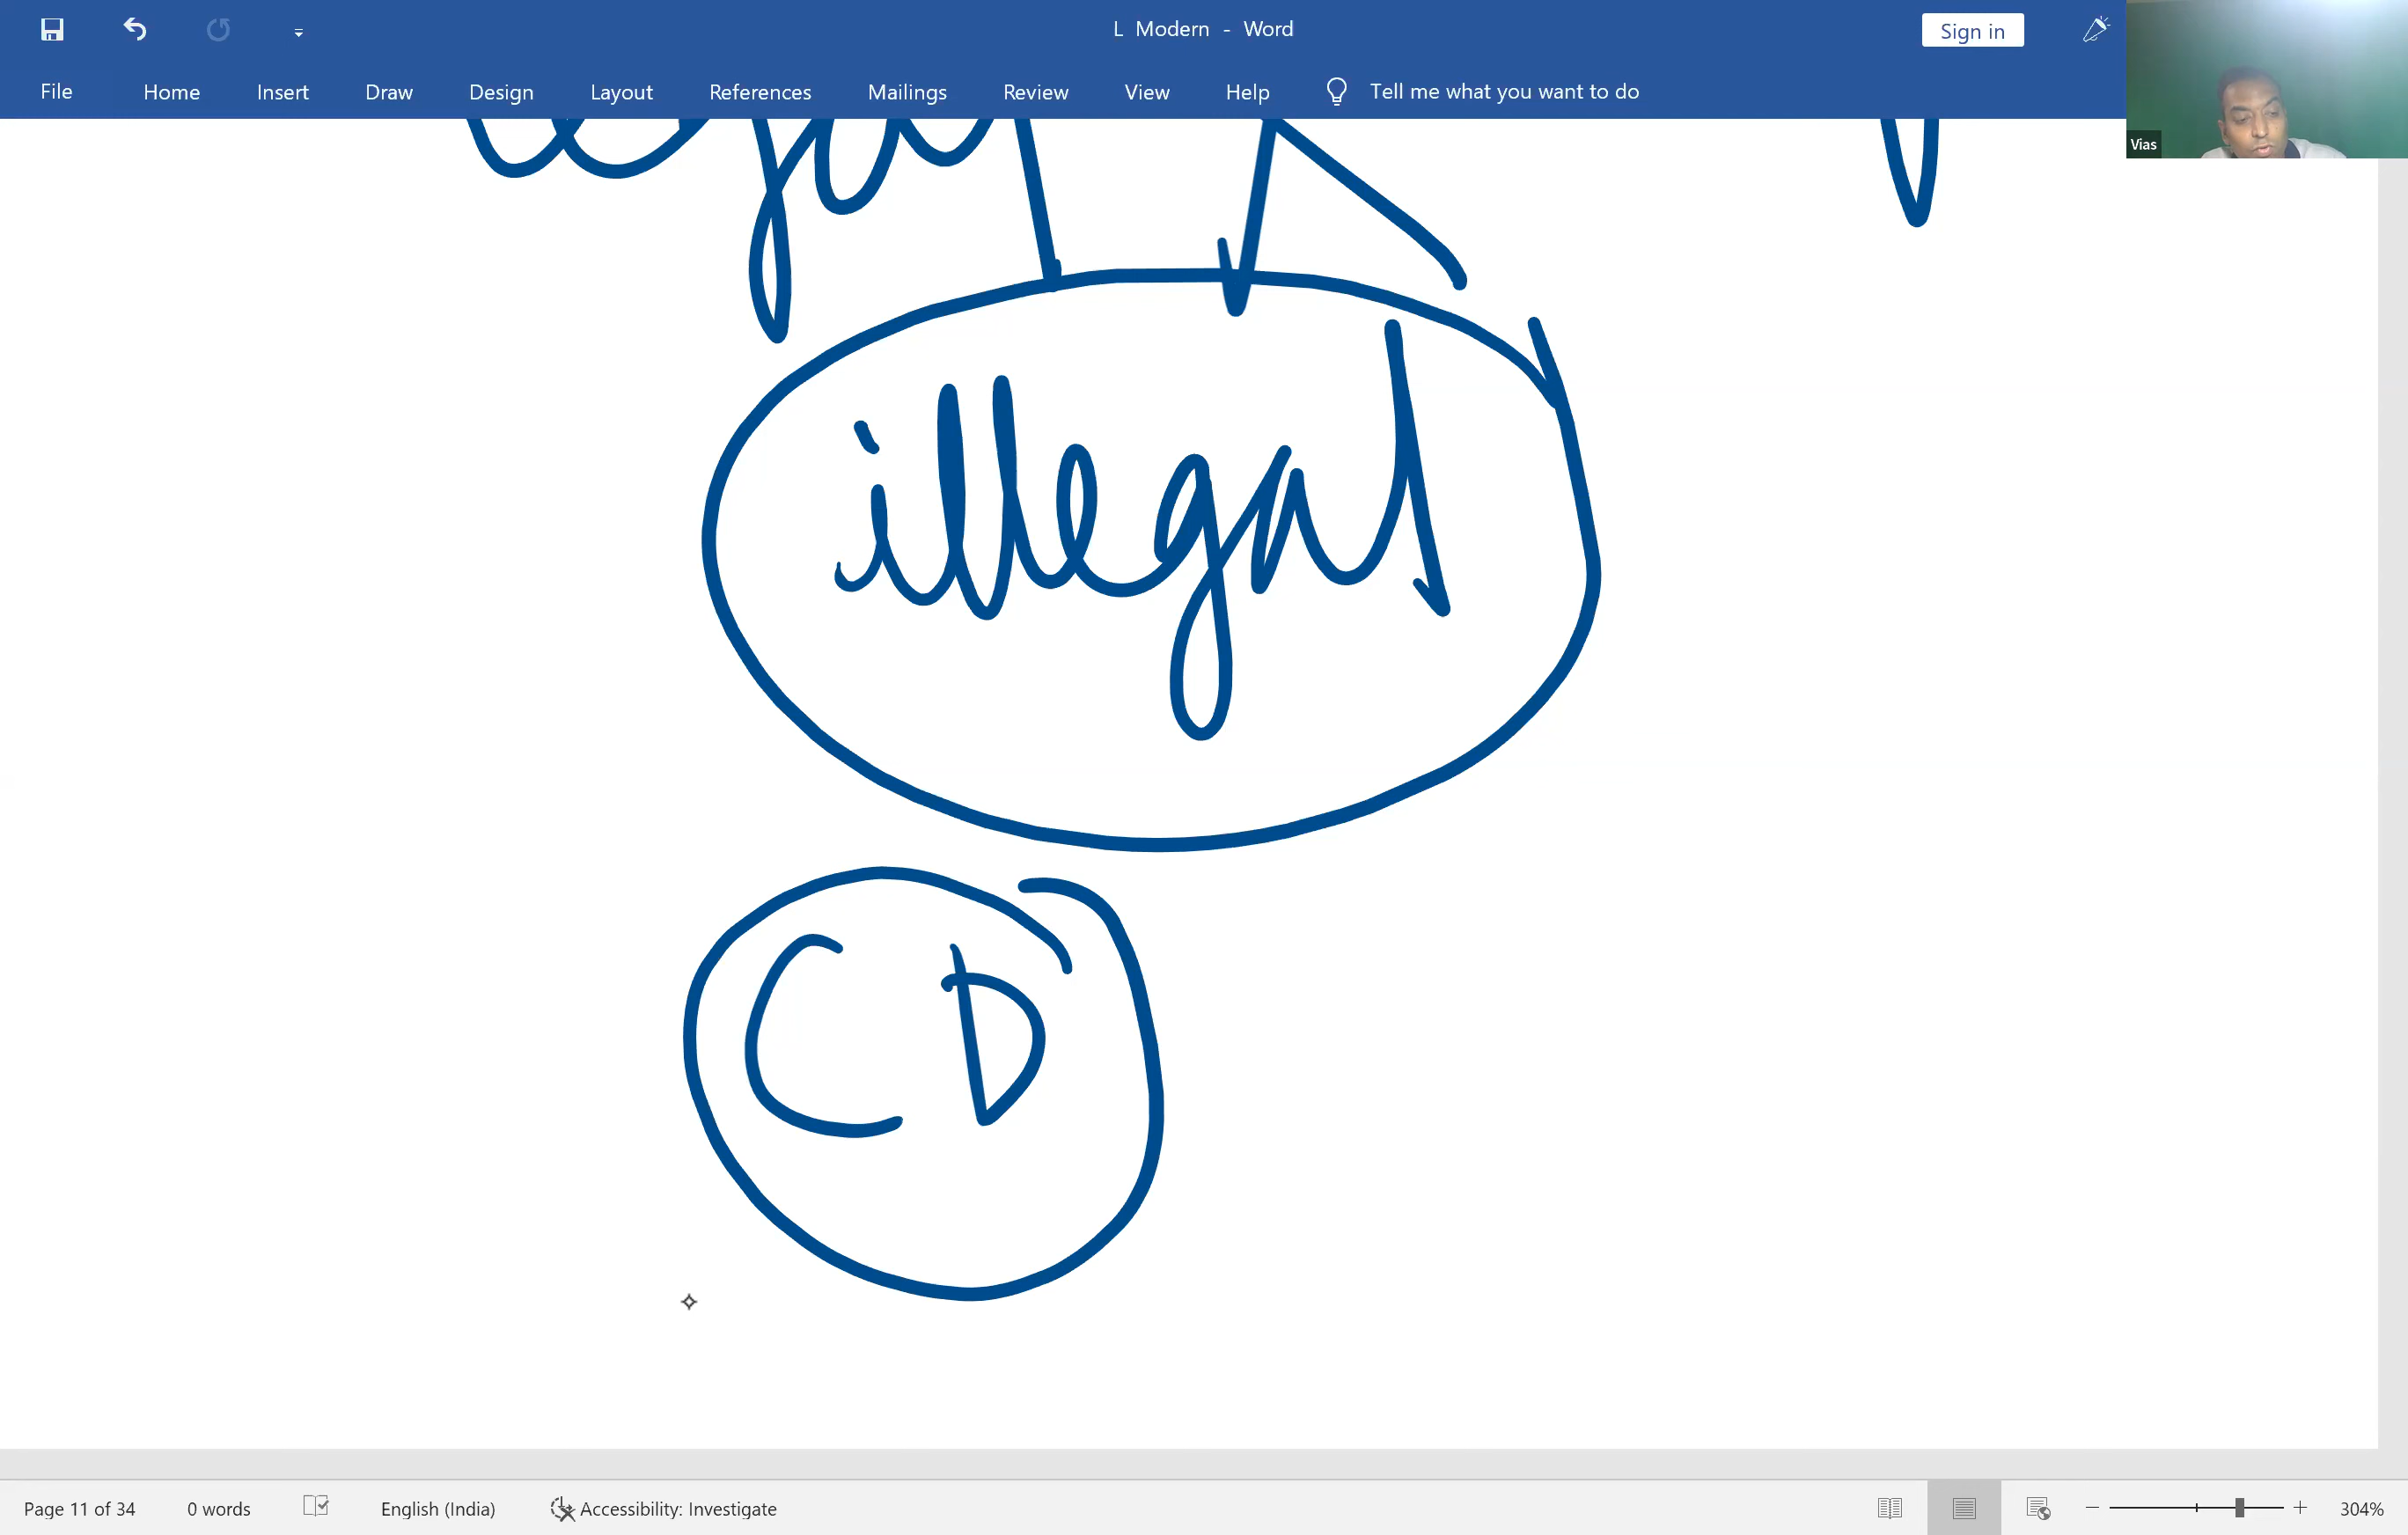 L Modern - Word
Sign in
File Home Insert Draw Design Layout References Mailings Review View Help Tell me what you want to do
Vias
illegal
CD
Page 11 of 34 0 words English (India) Accessibility: Investigate 304%